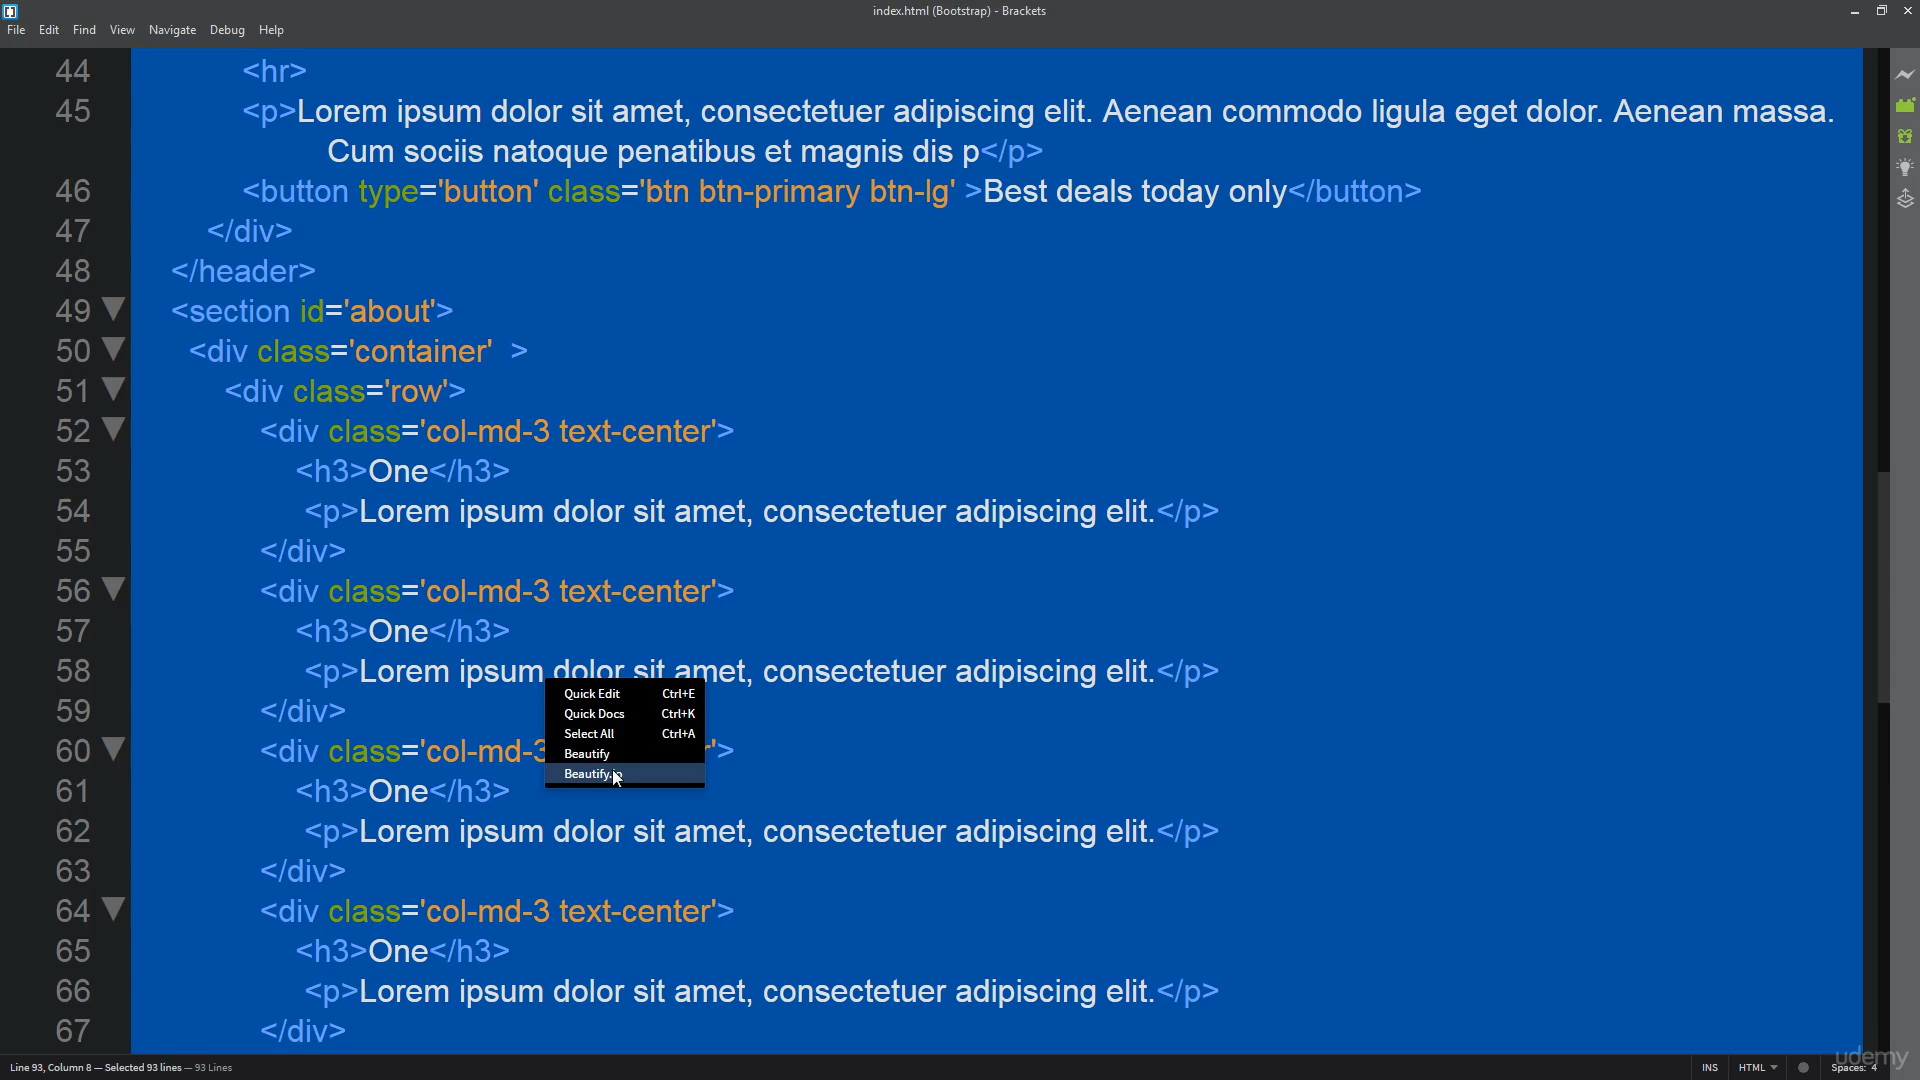 index.html (Bootstrap) - Brackets
File Edit Find View Navigate Debug Help
44 <hr>
45 <p>Lorem ipsum dolor sit amet, consectetuer adipiscing elit. Aenean commodo ligula eget dolor. Aenean massa.
Cum sociis natoque penatibus et magnis dis p</p>
46 <button type='button' class='btn btn-primary btn-lg' >Best deals today only</button>
47 </div>
48 </header>
49 <section id='about'>
50 <div class='container' >
51 <div class='row'>
52 <div class='col-md-3 text-center'>
53 <h3>One</h3>
54 <p>Lorem ipsum dolor sit amet, consectetuer adipiscing elit.</p>
55 </div>
56 <div class='col-md-3 text-center'>
57 <h3>One</h3>
58 <p>Lorem ipsum dolor sit amet, consectetuer adipiscing elit.</p>
Quick Edit Ctrl+E
59 </div>
Quick Docs Ctrl+K
Select All Ctrl+A
60 <div class='col-md-3 r'>
Beautify
Beautify.io
61 <h3>One</h3>
62 <p>Lorem ipsum dolor sit amet, consectetuer adipiscing elit.</p>
63 </div>
64 <div class='col-md-3 text-center'>
65 <h3>One</h3>
66 <p>Lorem ipsum dolor sit amet, consectetuer adipiscing elit.</p>
67 </div>
Line 93, Column 8 — Selected 93 lines — 93 Lines
INS HTML Spaces: 4
udemy